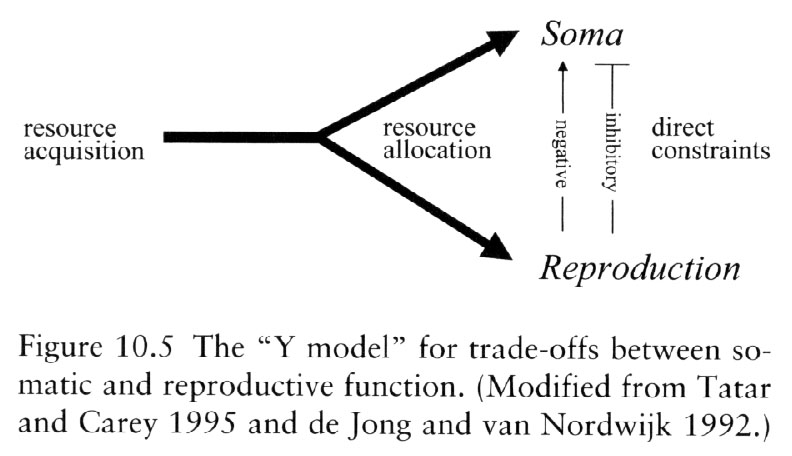 Soma
resource
acquisition
resource
allocation
negative
inhibitory
direct
constraints
Reproduction
Figure 10.5 The “Y model” for trade-offs between so-
matic and reproductive function. (Modified from Tatar
and Carey 1995 and de Jong and van Nordwijk 1992.)